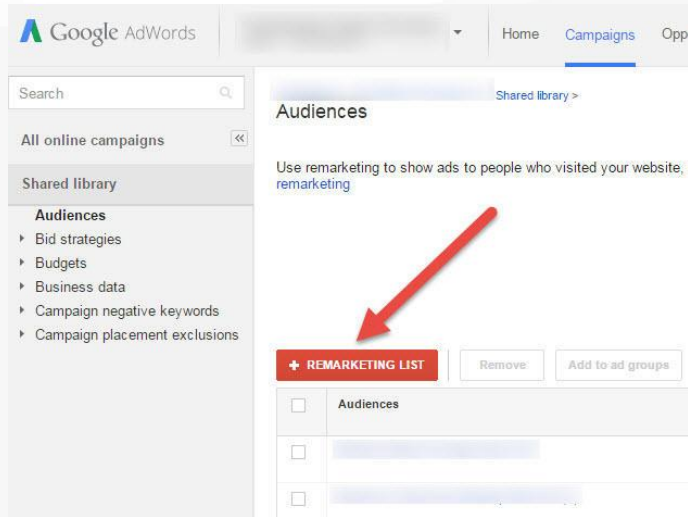 Google AdWords
Home Campaigns Opp
Search
All online campaigns
Shared library
Audiences
Bid strategies
Budgets
Business data
Campaign negative keywords
Campaign placement exclusions
Shared library >
Audiences
Use remarketing to show ads to people who visited your website,
remarketing
+ REMARKETING LIST Remove Add to ad groups
Audiences